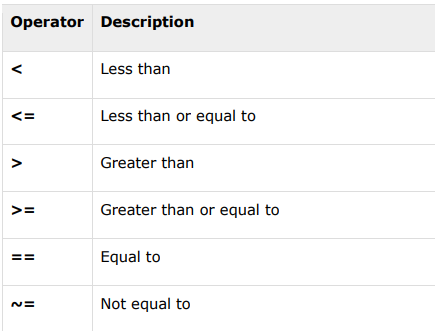 Operator Description
< Less than
<= Less than or equal to
> Greater than
>= Greater than or equal to
== Equal to
~= Not equal to